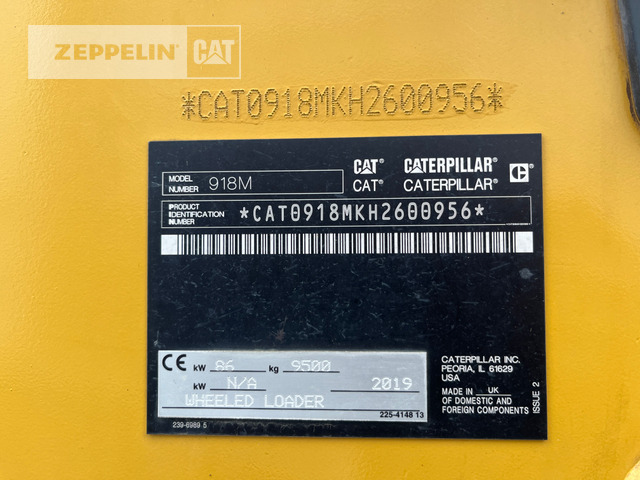 ZEPPELIN CAT
*CAT0918MKH2600956*
MODEL NUMBER 918M
CAT CATERPILLAR C
CAT® CATERPILLAR®
PRODUCT IDENTIFICATION NUMBER *CAT0918MKH2600956*
CE kW 86 kg 9500
kW N/A 2019
WHEELED LOADER
225-4148 13
239-6989 5
CATERPILLAR INC.
PEORIA, IL 61629
USA
MADE IN UK
OF DOMESTIC AND
FOREIGN COMPONENTS
ISSUE 2